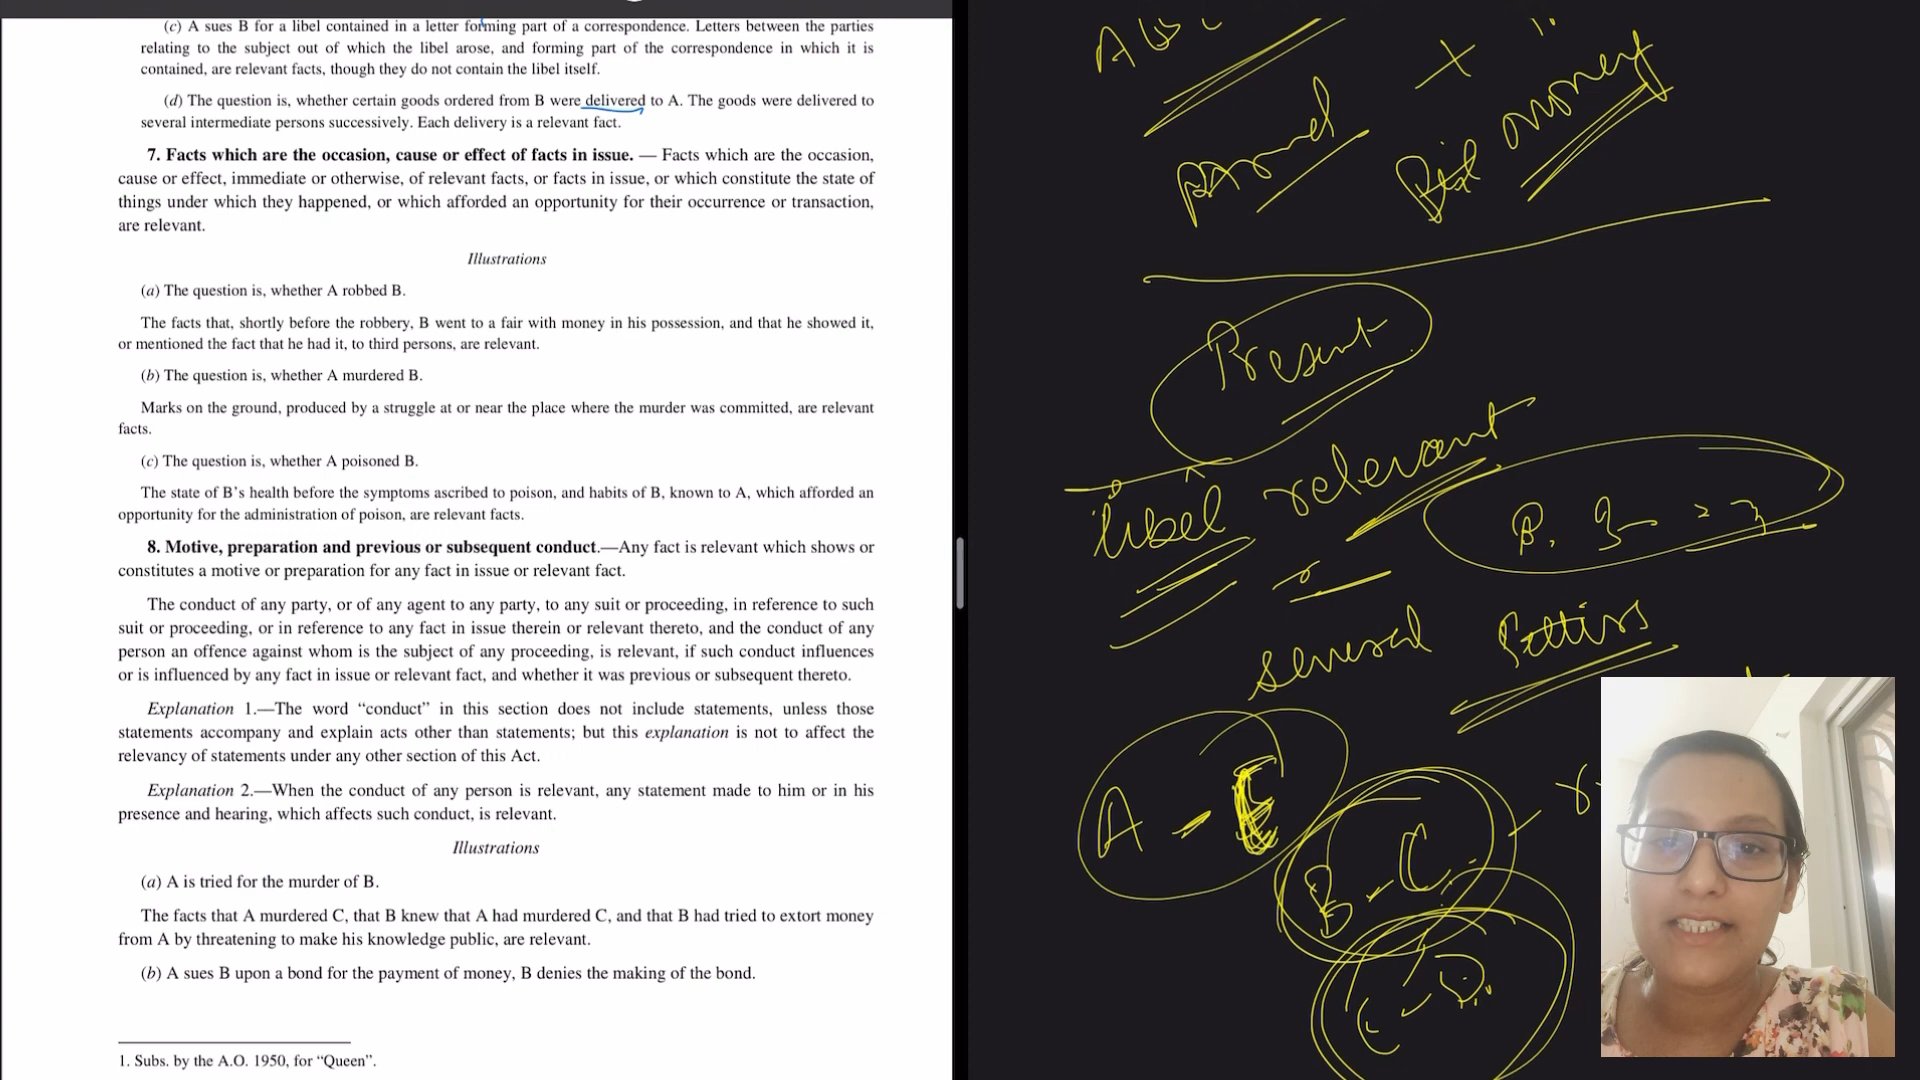 (c) A sues B for a libel contained in a letter forming part of a correspondence. Letters between the parties
relating to the subject out of which the libel arose, and forming part of the correspondence in which it is
contained, are relevant facts, though they do not contain the libel itself.
(d) The question is, whether certain goods ordered from B were delivered to A. The goods were delivered to
several intermediate persons successively. Each delivery is a relevant fact.
7. Facts which are the occasion, cause or effect of facts in issue. — Facts which are the occasion,
cause or effect, immediate or otherwise, of relevant facts, or facts in issue, or which constitute the state of
things under which they happened, or which afforded an opportunity for their occurrence or transaction,
are relevant.
Illustrations
(a) The question is, whether A robbed B.
The facts that, shortly before the robbery, B went to a fair with money in his possession, and that he showed it,
or mentioned the fact that he had it, to third persons, are relevant.
(b) The question is, whether A murdered B.
Marks on the ground, produced by a struggle at or near the place where the murder was committed, are relevant
facts.
(c) The question is, whether A poisoned B.
The state of B’s health before the symptoms ascribed to poison, and habits of B, known to A, which afforded an
opportunity for the administration of poison, are relevant facts.
8. Motive, preparation and previous or subsequent conduct.—Any fact is relevant which shows or
constitutes a motive or preparation for any fact in issue or relevant fact.
The conduct of any party, or of any agent to any party, to any suit or proceeding, in reference to such
suit or proceeding, or in reference to any fact in issue therein or relevant thereto, and the conduct of any
person an offence against whom is the subject of any proceeding, is relevant, if such conduct influences
or is influenced by any fact in issue or relevant fact, and whether it was previous or subsequent thereto.
Explanation 1.—The word “conduct” in this section does not include statements, unless those
statements accompany and explain acts other than statements; but this explanation is not to affect the
relevancy of statements under any other section of this Act.
Explanation 2.—When the conduct of any person is relevant, any statement made to him or in his
presence and hearing, which affects such conduct, is relevant.
Illustrations
(a) A is tried for the murder of B.
The facts that A murdered C, that B knew that A had murdered C, and that B had tried to extort money
from A by threatening to make his knowledge public, are relevant.
(b) A sues B upon a bond for the payment of money, B denies the making of the bond.
1. Subs. by the A.O. 1950, for “Queen”.
money
Present
libel relevant
several
A -
B - C
C - D